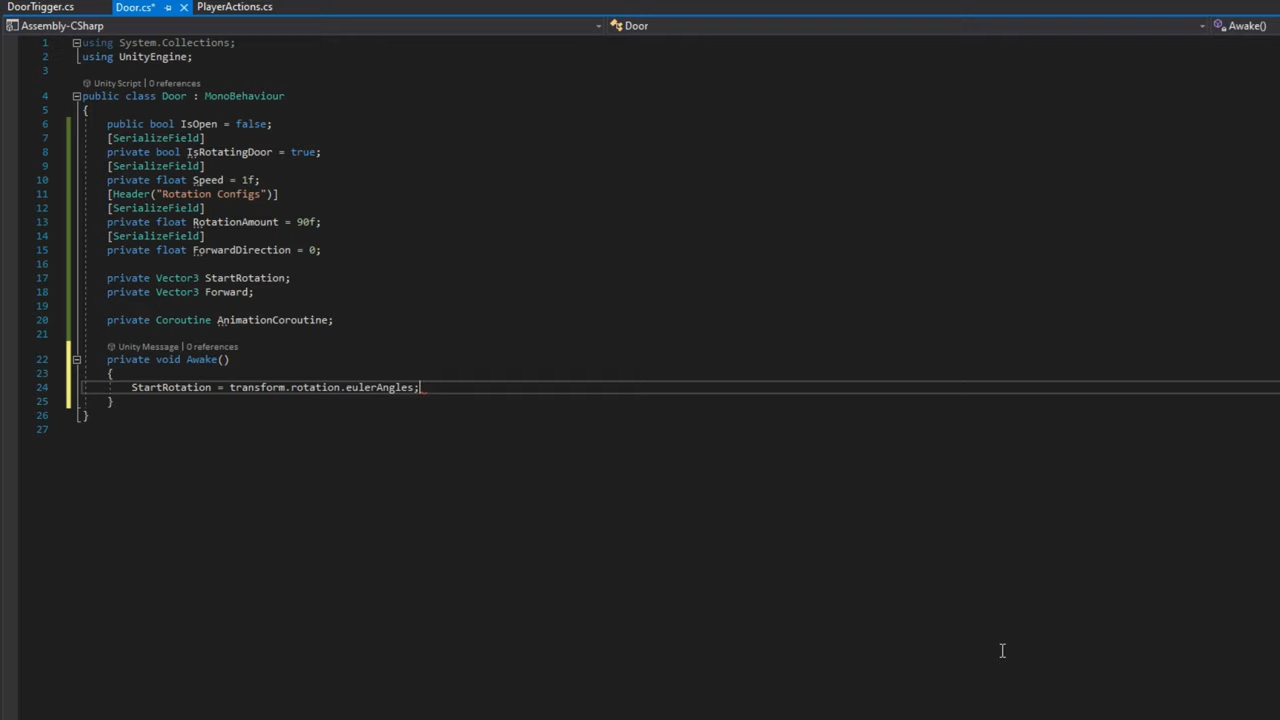 DoorTrigger.cs Door.cs* PlayerActions.cs
Assembly-CSharp Door Awake()
1 using System.Collections;
2 using UnityEngine;
3
Unity Script | 0 references
4 public class Door : MonoBehaviour
5 {
6 public bool IsOpen = false;
7 [SerializeField]
8 private bool IsRotatingDoor = true;
9 [SerializeField]
10 private float Speed = 1f;
11 [Header("Rotation Configs")]
12 [SerializeField]
13 private float RotationAmount = 90f;
14 [SerializeField]
15 private float ForwardDirection = 0;
16
17 private Vector3 StartRotation;
18 private Vector3 Forward;
19
20 private Coroutine AnimationCoroutine;
21
Unity Message | 0 references
22 private void Awake()
23 {
24 StartRotation = transform.rotation.eulerAngles;
25 }
26 }
27